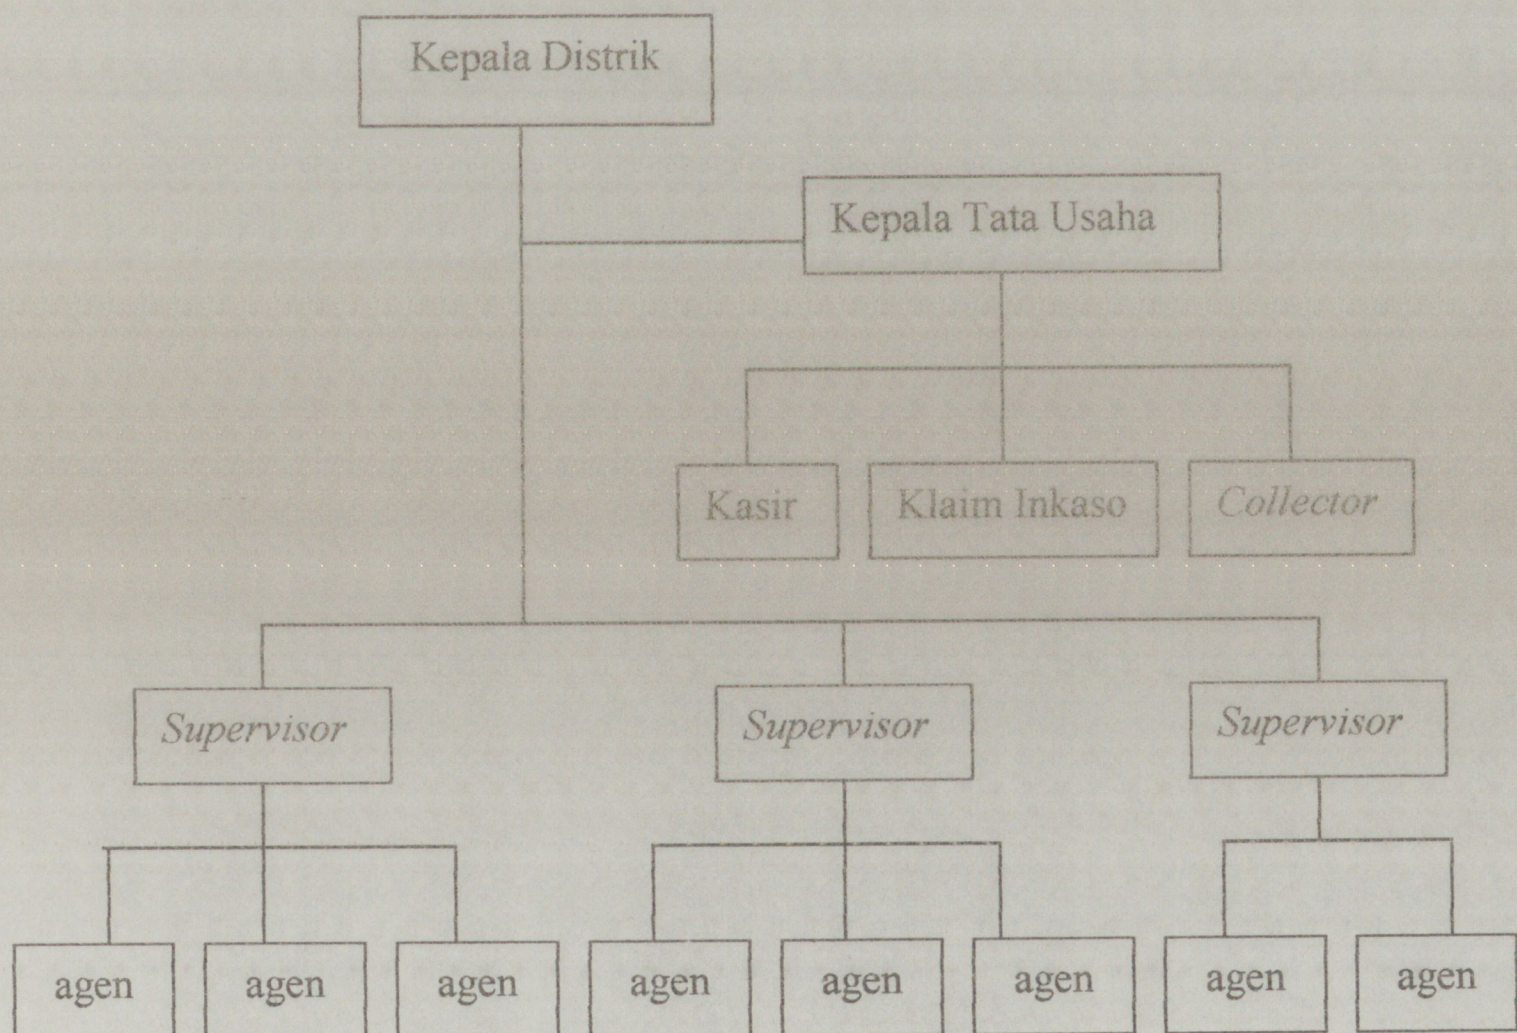 Kepala Distrik
Kepala Tata Usaha
Kasir Klaim Inkaso Collector
Supervisor Supervisor Supervisor
agen agen agen agen agen agen agen agen